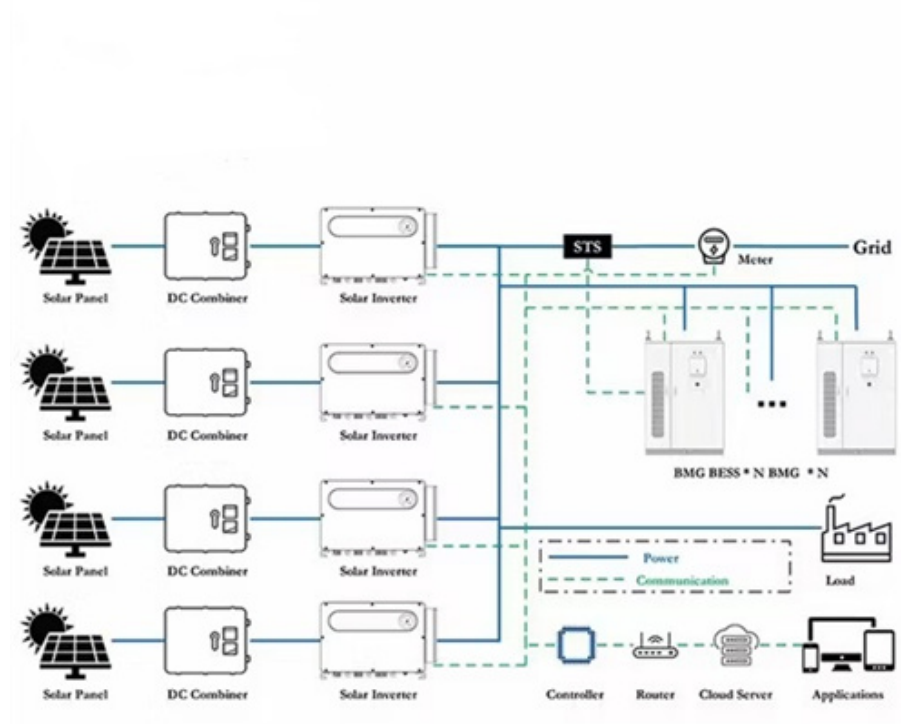 STS
Meter
Grid
Solar Panel
DC Combiner
Solar Inverter
Solar Panel
DC Combiner
Solar Inverter
BMG BESS * N BMG * N
Solar Panel
DC Combiner
Solar Inverter
Power
Communication
Load
Solar Panel
DC Combiner
Solar Inverter
Controller
Router
Cloud Server
Applications